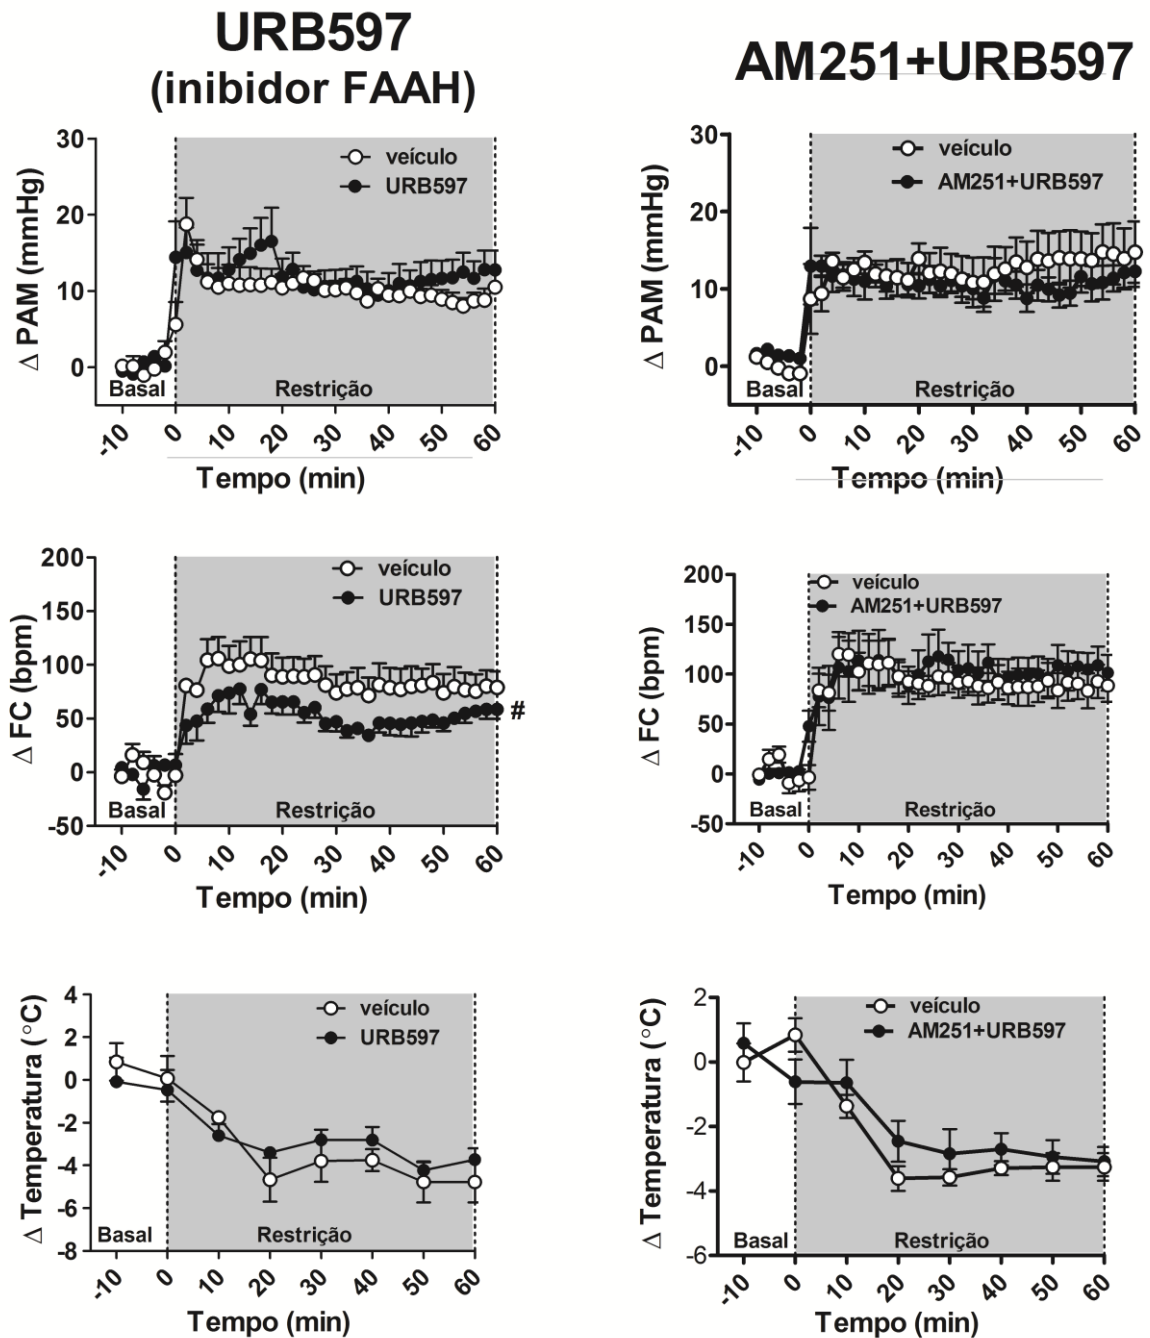 URB597
(inibidor FAAH)
AM251+URB597
Δ PAM (mmHg)
30
20
10
0
veículo
URB597
Basal
Restrição
-10
0
10
20
30
40
50
60
Tempo (min)
Δ PAM (mmHg)
30
20
10
0
veículo
AM251+URB597
Basal
Restrição
-10
0
10
20
30
40
50
60
Tempo (min)
Δ FC (bpm)
200
150
100
50
0
-50
veículo
URB597
#
Basal
Restrição
-10
0
10
20
30
40
50
60
Tempo (min)
Δ FC (bpm)
200
150
100
50
0
-50
veículo
AM251+URB597
Basal
Restrição
-10
0
10
20
30
40
50
60
Tempo (min)
Δ Temperatura (°C)
4
2
0
-2
-4
-6
-8
veículo
URB597
Basal
Restrição
-10
0
10
20
30
40
50
60
Tempo (min)
Δ Temperatura (°C)
2
0
-2
-4
-6
veículo
AM251+URB597
Basal
Restrição
-10
0
10
20
30
40
50
60
Tempo (min)